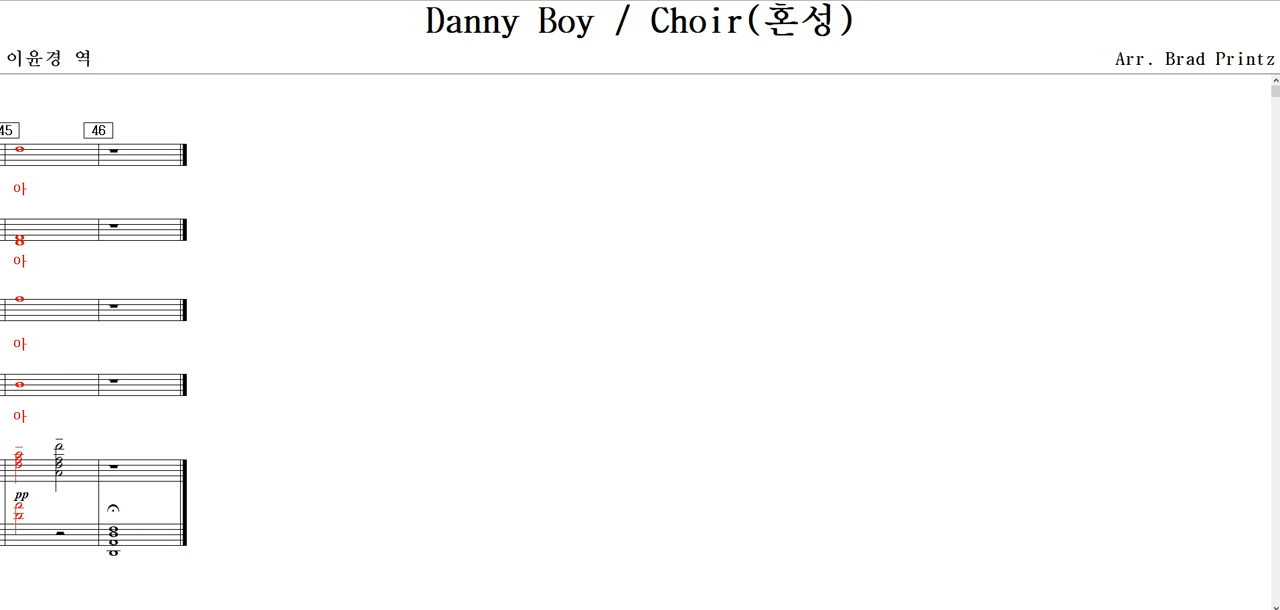 Danny Boy / Choir(혼성)
이윤경 역
Arr. Brad Printz
45 46
아
아
아
아
pp